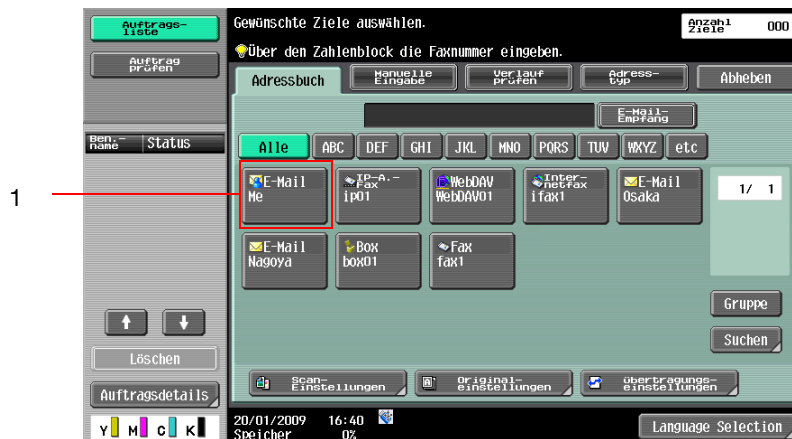 Auftrags-
liste
Auftrag
prüfen
Ben.-
name
Status
Löschen
Auftragsdetails
Y M C K
Gewünschte Ziele auswählen.
Anzahl
Ziele
000
Über den Zahlenblock die Faxnummer eingeben.
Adressbuch
Manuelle
Eingabe
Verlauf
prüfen
Adress-
typ
Abheben
E-Mail-
Empfang
Alle ABC DEF GHI JKL MNO PQRS TUV WXYZ etc
1
E-Mail
Me
IP-A.-
Fax
ip01
WebDAV
WebDAV01
Inter-
netfax
ifax1
E-Mail
Osaka
1/ 1
E-Mail
Nagoya
Box
box01
Fax
fax1
Gruppe
Suchen
Scan-
Einstellungen
Original-
einstellungen
Übertragungs-
einstellungen
20/01/2009 16:40
Speicher 0%
Language Selection